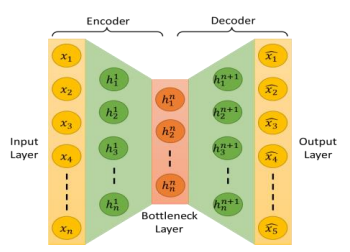 Encoder
Decoder
Input
Layer
x₁
x₂
x₃
x₄
xₙ
h₁¹
h₂¹
h₃¹
hₙ¹
h₁ⁿ
h₂ⁿ
hₙⁿ
Bottleneck
Layer
h₁ⁿ⁺¹
h₂ⁿ⁺¹
h₃ⁿ⁺¹
hₙⁿ⁺¹
x̂₁
x̂₂
x̂₃
x̂₄
x̂₅
Output
Layer